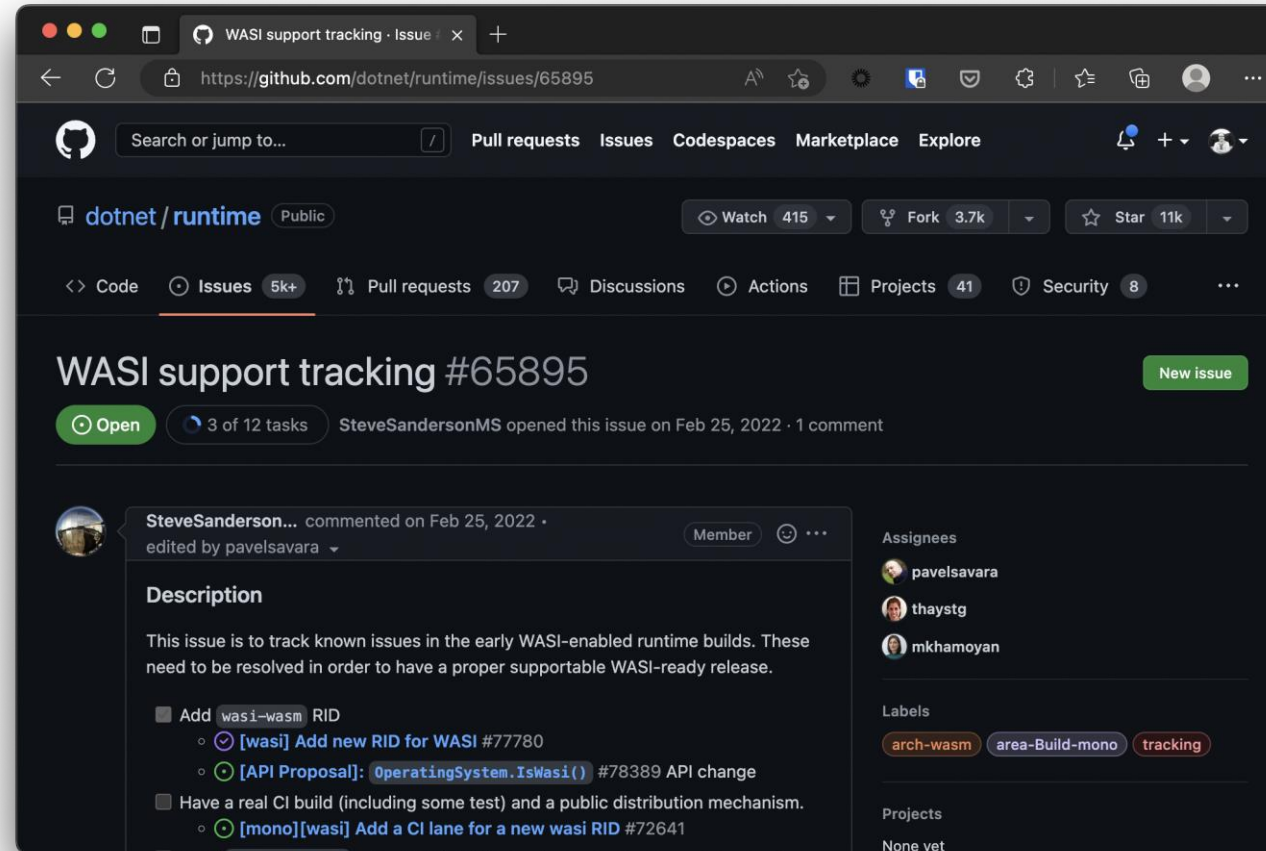 WASI support tracking · Issue #
https://github.com/dotnet/runtime/issues/65895
Search or jump to... / Pull requests Issues Codespaces Marketplace Explore
dotnet / runtime Public Watch 415 Fork 3.7k Star 11k
<> Code Issues 5k+ Pull requests 207 Discussions Actions Projects 41 Security 8 ...
WASI support tracking #65895
New issue
Open 3 of 12 tasks SteveSandersonMS opened this issue on Feb 25, 2022 · 1 comment
SteveSanderson... commented on Feb 25, 2022 •
edited by pavelsavara
Member
Description
This issue is to track known issues in the early WASI-enabled runtime builds. These
need to be resolved in order to have a proper supportable WASI-ready release.
Add wasi-wasm RID
[wasi] Add new RID for WASI #77780
[API Proposal]: OperatingSystem.IsWasi() #78389 API change
Have a real CI build (including some test) and a public distribution mechanism.
[mono][wasi] Add a CI lane for a new wasi RID #72641
Assignees
pavelsavara
thaystg
mkhamoyan
Labels
arch-wasm area-Build-mono tracking
Projects
None yet